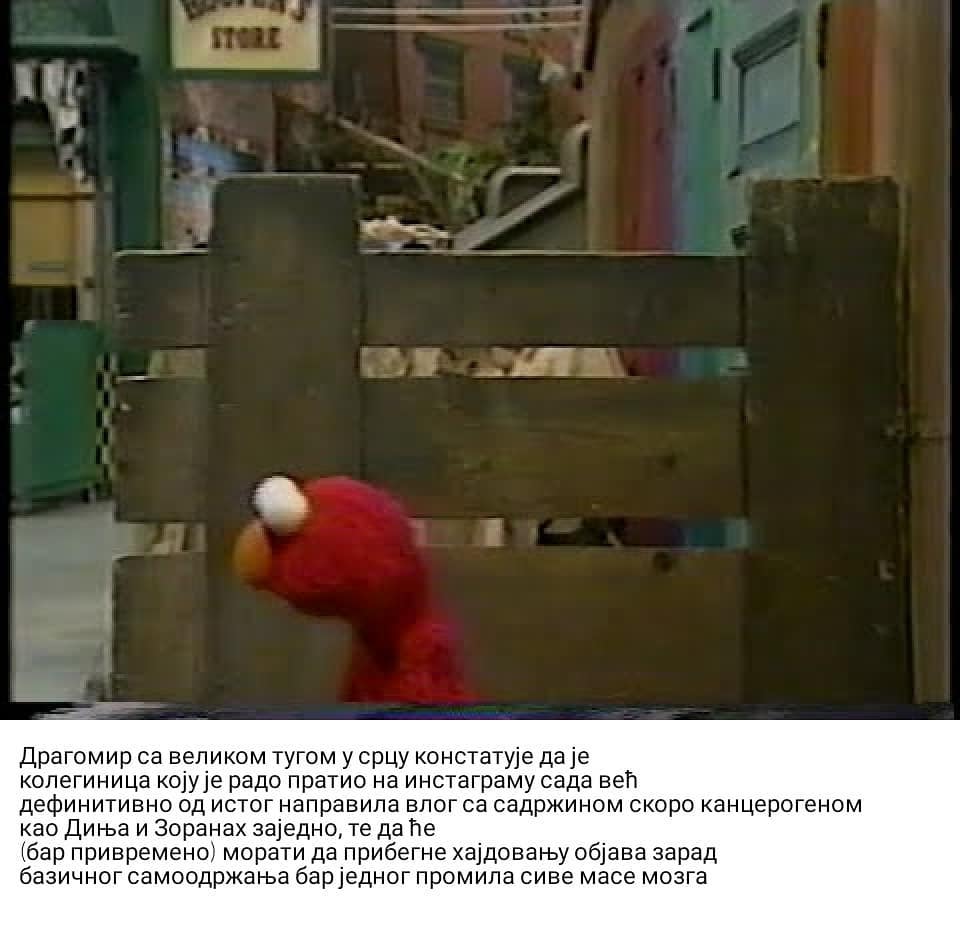 STORE
Драгомир са великом тугом у срцу констатује да је
колегиница коју је радо пратио на инстаграму сада већ
дефинитивно од истог направила влог са садржином скоро канцерогеном
као Диња и Зоранах заједно, те да ће
(бар привремено) морати да прибегне хајдовању објава зарад
базичног самоодржања бар једног промила сиве масе мозга